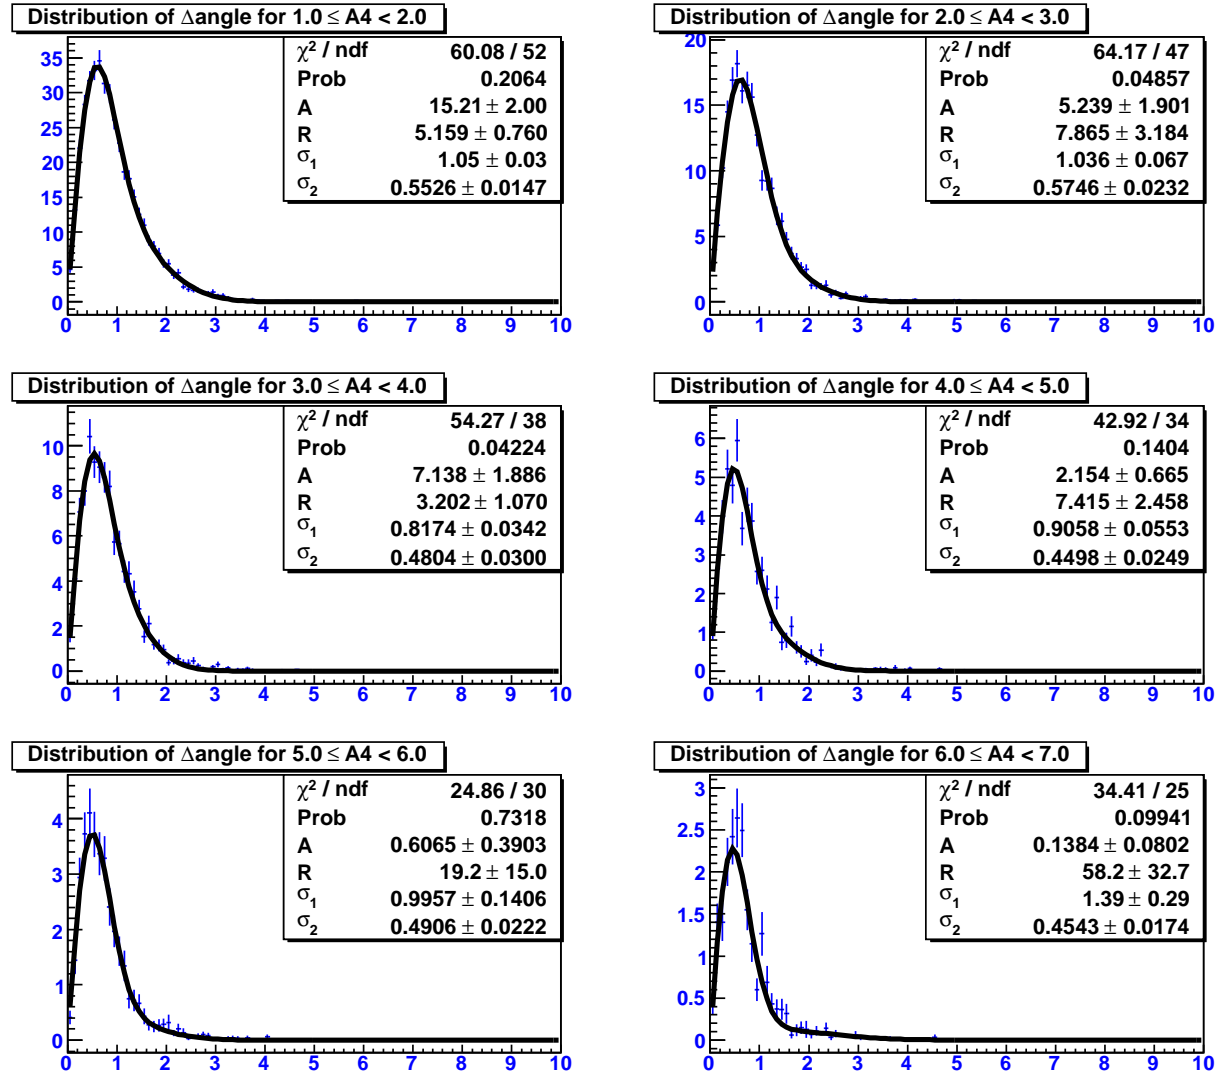 Distribution of Δangle for 1.0 ≤ A4 < 2.0
χ² / ndf 60.08 / 52
Prob 0.2064
A 15.21 ± 2.00
R 5.159 ± 0.760
σ₁ 1.05 ± 0.03
σ₂ 0.5526 ± 0.0147
35
30
25
20
15
10
5
0
0 1 2 3 4 5 6 7 8 9 10
Distribution of Δangle for 2.0 ≤ A4 < 3.0
χ² / ndf 64.17 / 47
Prob 0.04857
A 5.239 ± 1.901
R 7.865 ± 3.184
σ₁ 1.036 ± 0.067
σ₂ 0.5746 ± 0.0232
20
15
10
5
0
0 1 2 3 4 5 6 7 8 9 10
Distribution of Δangle for 3.0 ≤ A4 < 4.0
χ² / ndf 54.27 / 38
Prob 0.04224
A 7.138 ± 1.886
R 3.202 ± 1.070
σ₁ 0.8174 ± 0.0342
σ₂ 0.4804 ± 0.0300
10
8
6
4
2
0
0 1 2 3 4 5 6 7 8 9 10
Distribution of Δangle for 4.0 ≤ A4 < 5.0
χ² / ndf 42.92 / 34
Prob 0.1404
A 2.154 ± 0.665
R 7.415 ± 2.458
σ₁ 0.9058 ± 0.0553
σ₂ 0.4498 ± 0.0249
6
5
4
3
2
1
0
0 1 2 3 4 5 6 7 8 9 10
Distribution of Δangle for 5.0 ≤ A4 < 6.0
χ² / ndf 24.86 / 30
Prob 0.7318
A 0.6065 ± 0.3903
R 19.2 ± 15.0
σ₁ 0.9957 ± 0.1406
σ₂ 0.4906 ± 0.0222
4
3
2
1
0
0 1 2 3 4 5 6 7 8 9 10
Distribution of Δangle for 6.0 ≤ A4 < 7.0
χ² / ndf 34.41 / 25
Prob 0.09941
A 0.1384 ± 0.0802
R 58.2 ± 32.7
σ₁ 1.39 ± 0.29
σ₂ 0.4543 ± 0.0174
3
2.5
2
1.5
1
0.5
0
0 1 2 3 4 5 6 7 8 9 10